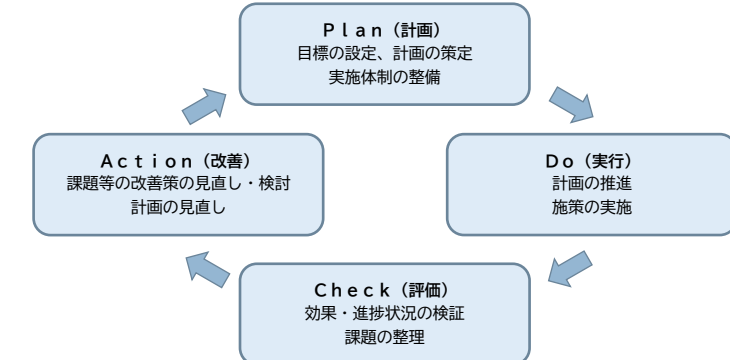 Ｐｌａｎ（計画）
目標の設定、計画の策定
実施体制の整備
Ａｃｔｉｏｎ（改善）
課題等の改善策の見直し・検討
計画の見直し
Ｄｏ（実行）
計画の推進
施策の実施
Ｃｈｅｃｋ（評価）
効果・進捗状況の検証
課題の整理